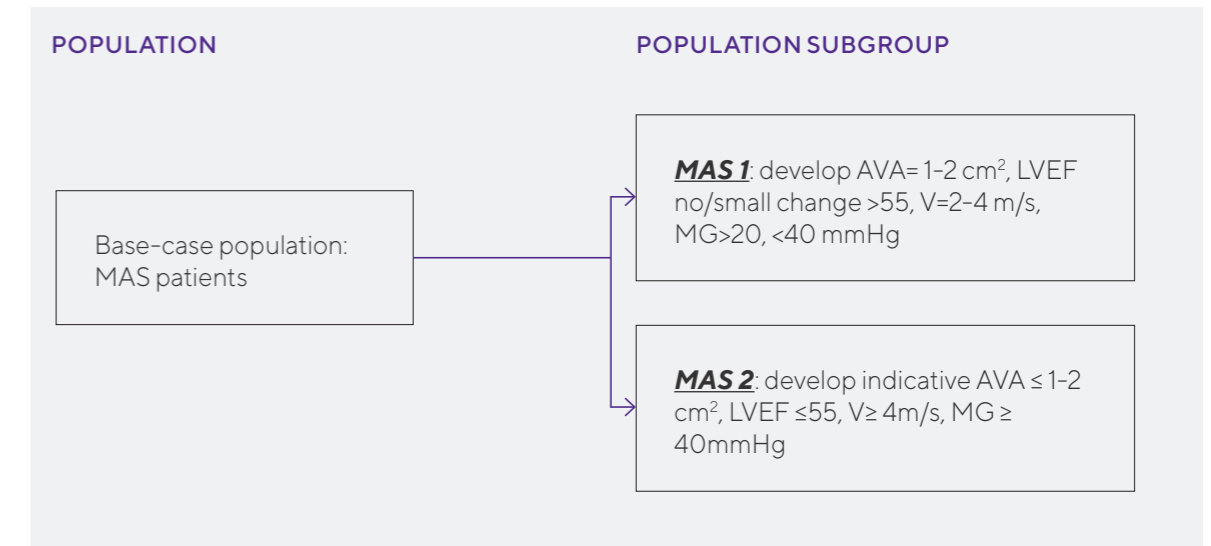 POPULATION
POPULATION SUBGROUP
Base-case population:
MAS patients
MAS 1: develop AVA= 1-2 cm², LVEF
no/small change >55, V=2-4 m/s,
MG>20, <40 mmHg
MAS 2: develop indicative AVA ≤ 1-2
cm², LVEF ≤55, V≥ 4m/s, MG ≥
40mmHg